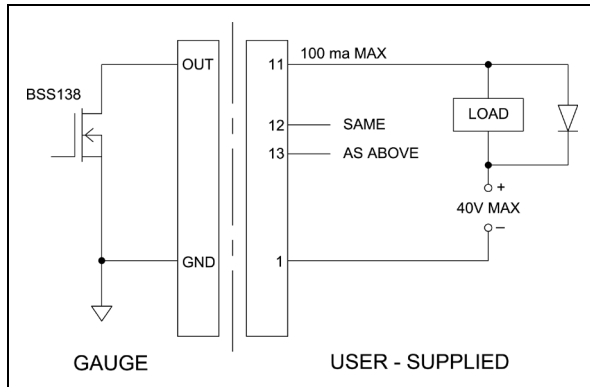 OUT
11
100 ma MAX
BSS138
LOAD
12
SAME
13
AS ABOVE
+
40V MAX
–
GND
1
GAUGE
USER - SUPPLIED